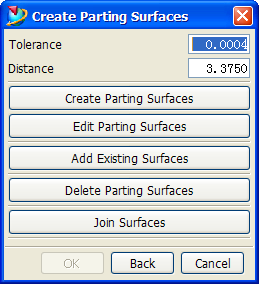 Create Parting Surfaces
Tolerance 0.0004
Distance 3.3750
Create Parting Surfaces
Edit Parting Surfaces
Add Existing Surfaces
Delete Parting Surfaces
Join Surfaces
OK Back Cancel